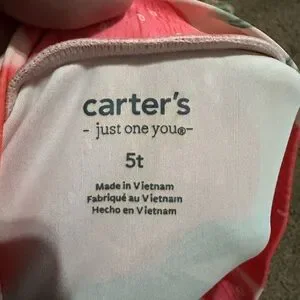 carter's
- just one you®-
5t
Made in Vietnam
Fabriqué au Vietnam
Hecho en Vietnam